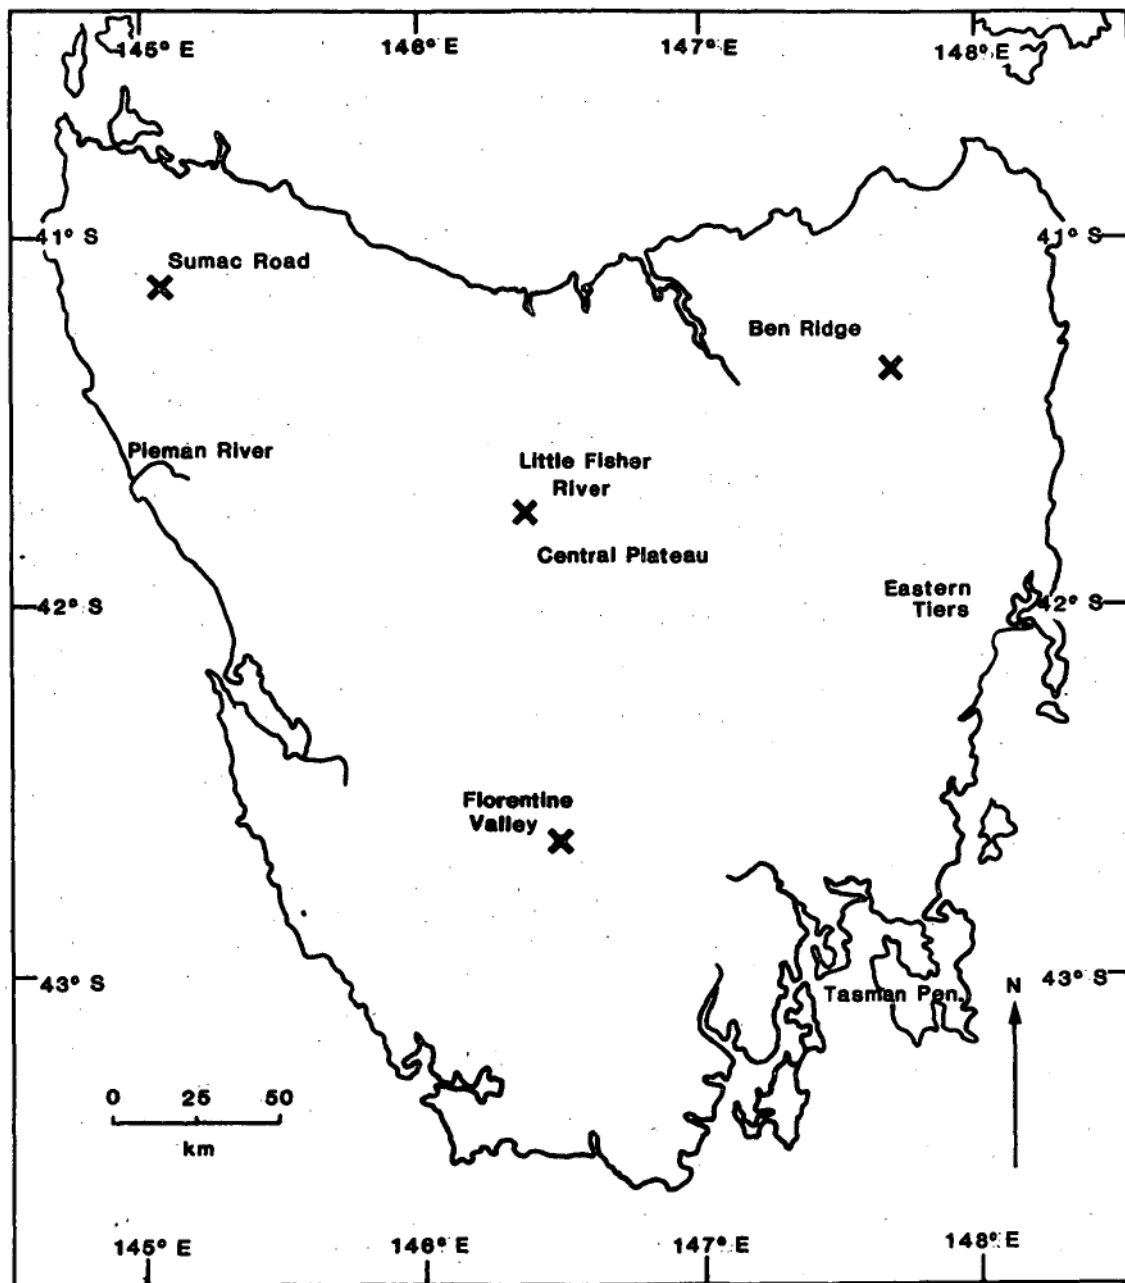 145° E
146° E
147° E
148° E
41° S
41° S
Sumac Road
Ben Ridge
Pieman River
Little Fisher
River
Central Plateau
Eastern
Tiers
42° S
42° S
Florentine
Valley
43° S
43° S
Tasman Pen.
N
0 25 50
km
145° E
146° E
147° E
148° E